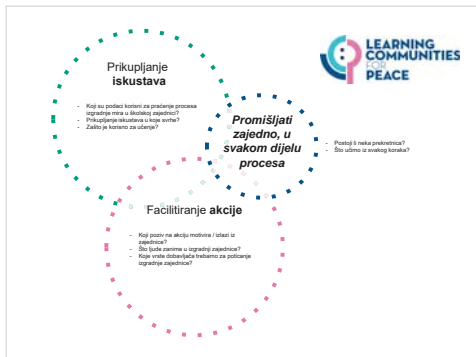 Prikupljanje
iskustava
- Koji su podaci korisni za praćenje procesa
izgradnje mira u školskoj zajednici?
- Prikupljanje iskustava u koje svrhe?
- Zašto je korisno za učenje?
LEARNING
COMMUNITIES
FOR
PEACE
Promišljati
zajedno, u
svakom dijelu
procesa
- Postoji li neka prekretnica?
- Što učimo iz svakog koraka?
Facilitiranje akcije
- Koji poziv na akciju motivira / izlazi iz
zajednice?
- Što ljude zanima u izgradnji zajednice?
- Koje vrste dobavljača trebamo za poticanje
izgradnje zajednice?